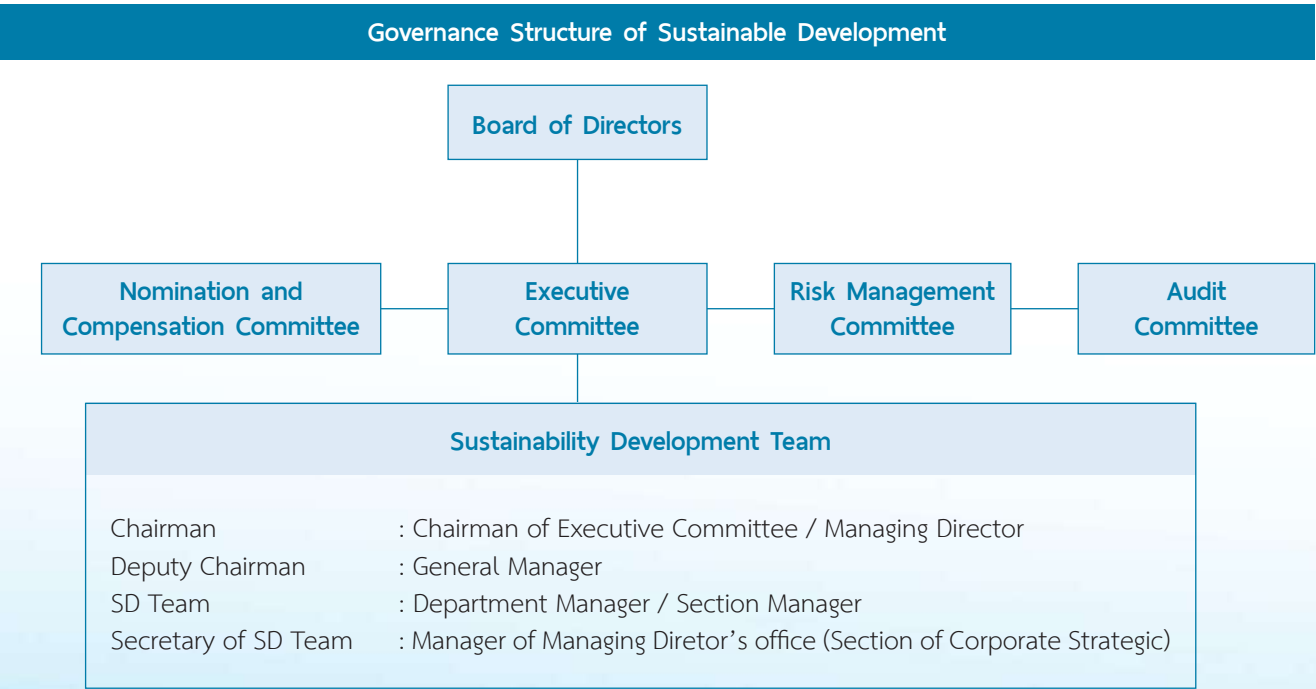 Governance Structure of Sustainable Development
Board of Directors
Nomination and
Compensation Committee
Executive
Committee
Risk Management
Committee
Audit
Committee
Sustainability Development Team
Chairman : Chairman of Executive Committee / Managing Director
Deputy Chairman : General Manager
SD Team : Department Manager / Section Manager
Secretary of SD Team : Manager of Managing Diretor’s office (Section of Corporate Strategic)